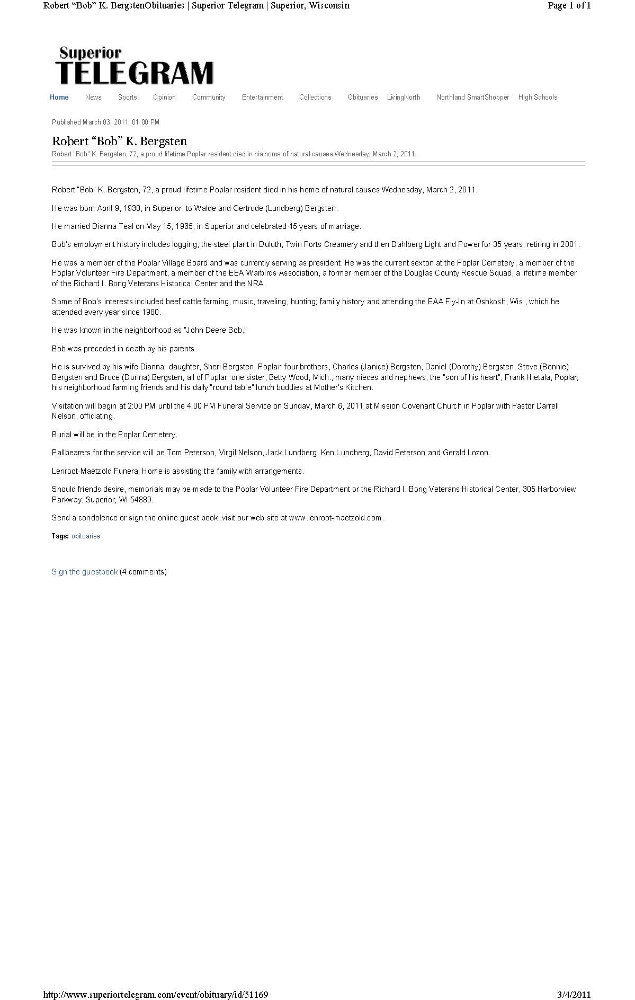 Robert “Bob” K. BergstenObituaries | Superior Telegram | Superior, Wisconsin Page 1 of 1
Superior
TELEGRAM
Home News Sports Opinion Community Entertainment Collections Obituaries LivingNorth Northland SmartShopper High Schools
Published March 03, 2011, 01:00 PM
Robert “Bob” K. Bergsten
Robert “Bob” K. Bergsten, 72, a proud lifetime Poplar resident died in his home of natural causes Wednesday, March 2, 2011.
Robert “Bob” K. Bergsten, 72, a proud lifetime Poplar resident died in his home of natural causes Wednesday, March 2, 2011.
He was born April 9, 1938, in Superior, to Walde and Gertrude (Lundberg) Bergsten.
He married Dianna Teal on May 15, 1965, in Superior and celebrated 45 years of marriage.
Bob’s employment history includes logging, the steel plant in Duluth, Twin Ports Creamery and then Dahlberg Light and Power for 35 years, retiring in 2001.
He was a member of the Poplar Village Board and was currently serving as president. He was the current sexton at the Poplar Cemetery, a member of the
Poplar Volunteer Fire Department, a member of the EEA Warbirds Association, a former member of the Douglas County Rescue Squad, a lifetime member
of the Richard I. Bong Veterans Historical Center and the NRA.
Some of Bob’s interests included beef cattle farming, music, traveling, hunting; family history and attending the EAA Fly-In at Oshkosh, Wis., which he
attended every year since 1980.
He was known in the neighborhood as “John Deere Bob.”
Bob was preceded in death by his parents.
He is survived by his wife Dianna; daughter, Sheri Bergsten, Poplar; four brothers, Charles (Janice) Bergsten, Daniel (Dorothy) Bergsten, Steve (Bonnie)
Bergsten and Bruce (Donna) Bergsten, all of Poplar; one sister, Betty Wood, Mich., many nieces and nephews, the “son of his heart”, Frank Hietala, Poplar;
his neighborhood farming friends and his daily “round table” lunch buddies at Mother’s Kitchen.
Visitation will begin at 2:00 PM until the 4:00 PM Funeral Service on Sunday, March 6, 2011 at Mission Covenant Church in Poplar with Pastor Darrell
Nelson, officiating.
Burial will be in the Poplar Cemetery.
Pallbearers for the service will be Tom Peterson, Virgil Nelson, Jack Lundberg, Ken Lundberg, David Peterson and Gerald Lozon.
Lenroot-Maetzold Funeral Home is assisting the family with arrangements.
Should friends desire, memorials may be made to the Poplar Volunteer Fire Department or the Richard I. Bong Veterans Historical Center, 305 Harborview
Parkway, Superior, WI 54880.
Send a condolence or sign the online guest book, visit our web site at www.lenroot-maetzold.com.
Tags: obituaries
Sign the guestbook (4 comments)
http://www.superiortelegram.com/event/obituary/id/51169 3/4/2011